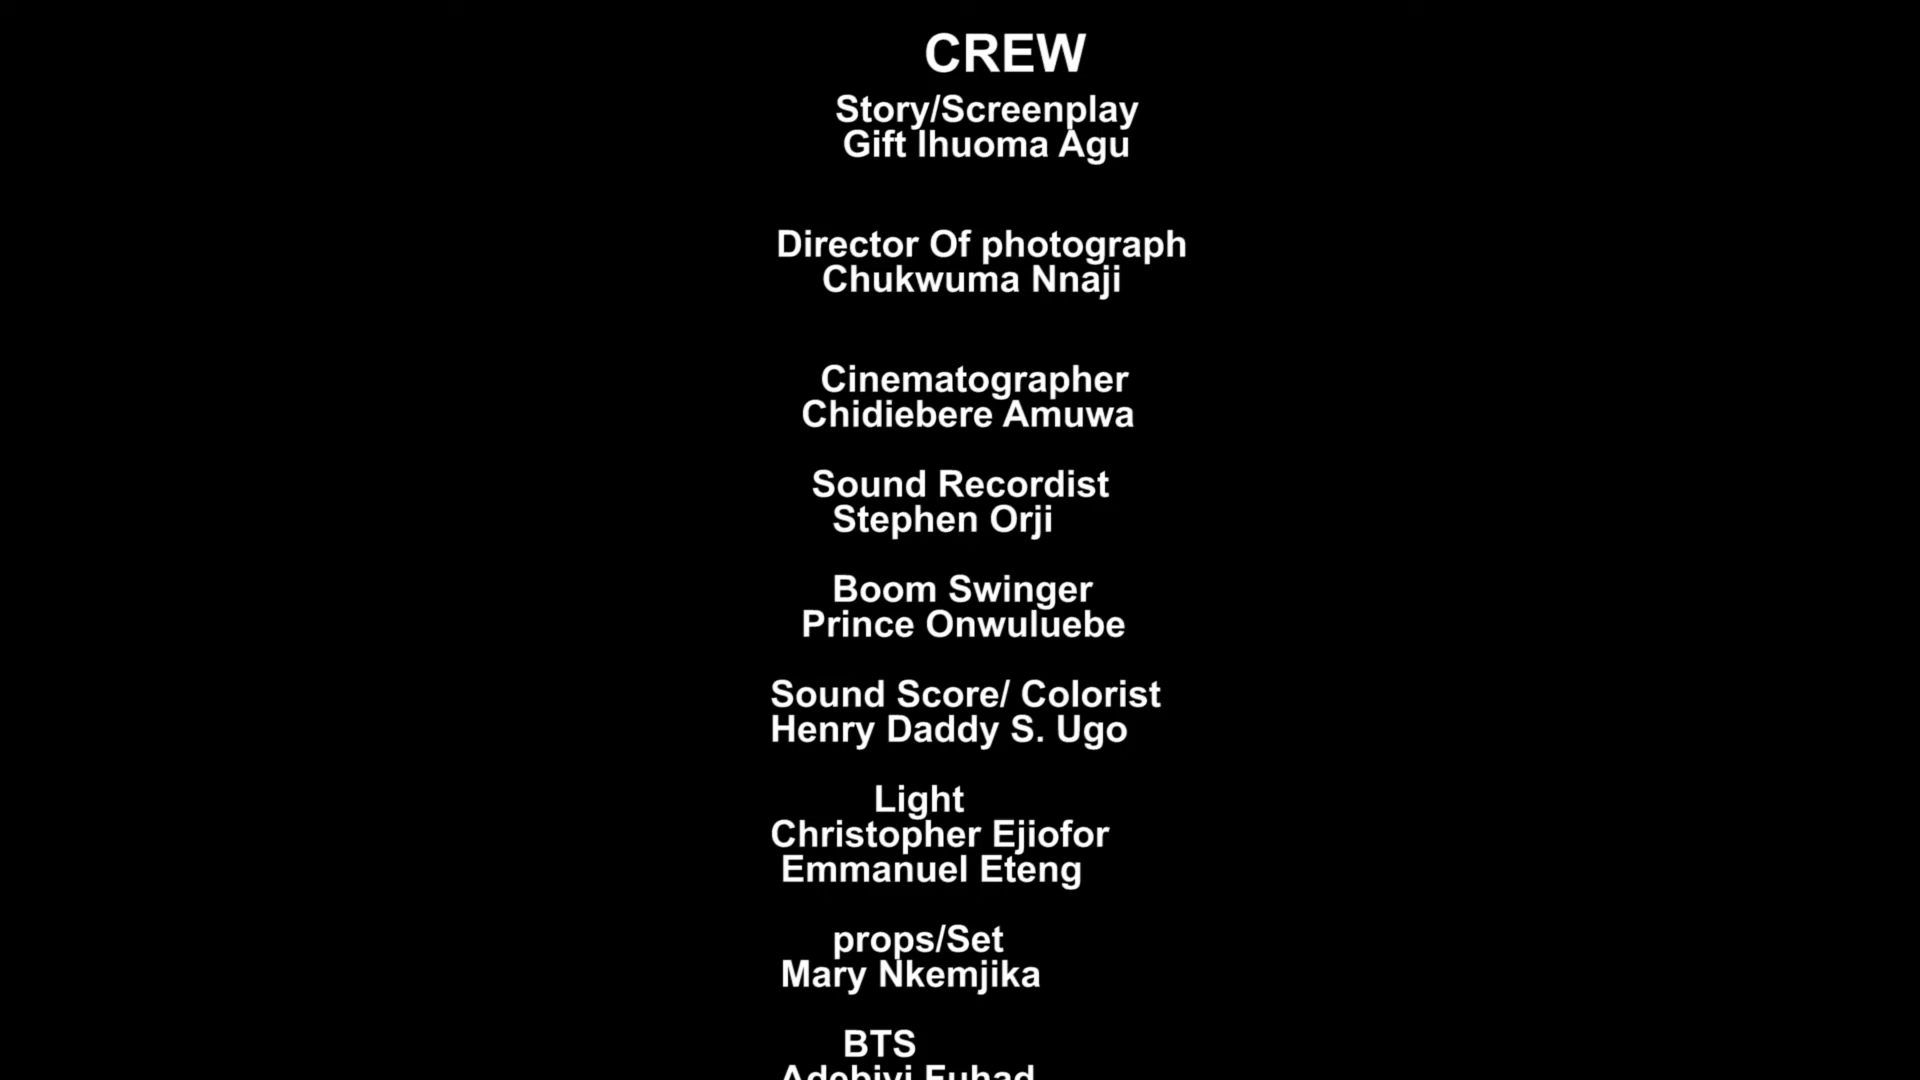 CREW
Story/Screenplay
Gift Ihuoma Agu
Director Of photograph
Chukwuma Nnaji
Cinematographer
Chidiebere Amuwa
Sound Recordist
Stephen Orji
Boom Swinger
Prince Onwuluebe
Sound Score/ Colorist
Henry Daddy S. Ugo
Light
Christopher Ejiofor
Emmanuel Eteng
props/Set
Mary Nkemjika
BTS
Adebiyi Fuhad